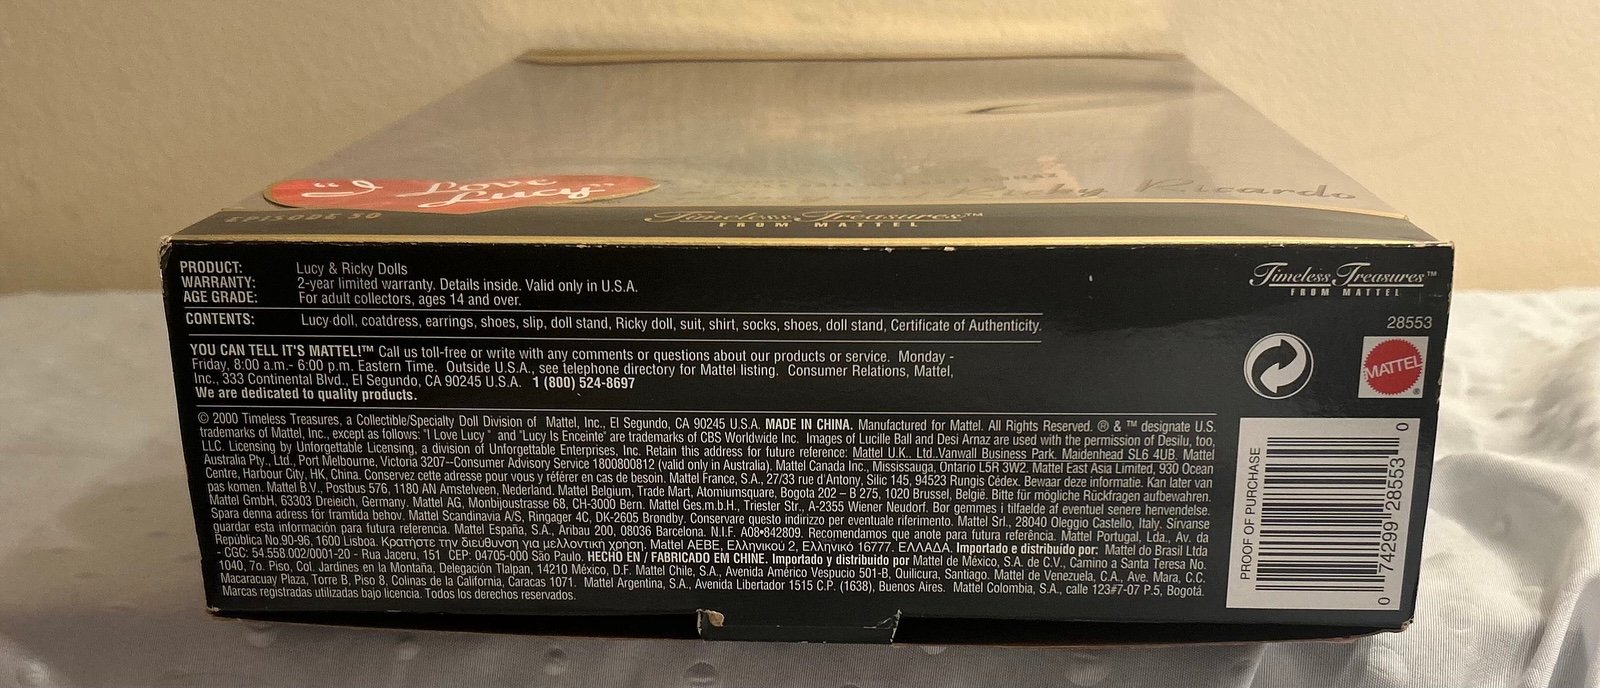 "I Love
Lucy"
Ricky Ricardo
EPISODE 50
Timeless Treasures™
FROM MATTEL
PRODUCT: Lucy & Ricky Dolls
WARRANTY: 2-year limited warranty. Details inside. Valid only in U.S.A.
AGE GRADE: For adult collectors, ages 14 and over.
CONTENTS: Lucy doll, coatdress, earrings, shoes, slip, doll stand, Ricky doll, suit, shirt, socks, shoes, doll stand, Certificate of Authenticity.
YOU CAN TELL IT'S MATTEL!™ Call us toll-free or write with any comments or questions about our products or service. Monday -
Friday, 8:00 a.m.- 6:00 p.m. Eastern Time. Outside U.S.A., see telephone directory for Mattel listing. Consumer Relations, Mattel,
Inc., 333 Continental Blvd., El Segundo, CA 90245 U.S.A. 1 (800) 524-8697
We are dedicated to quality products.
© 2000 Timeless Treasures, a Collectible/Specialty Doll Division of Mattel, Inc., El Segundo, CA 90245 U.S.A. MADE IN CHINA. Manufactured for Mattel. All Rights Reserved. ® & ™ designate U.S.
trademarks of Mattel, Inc., except as follows: "I Love Lucy" and "Lucy Is Enceinte" are trademarks of CBS Worldwide Inc. Images of Lucille Ball and Desi Arnaz are used with the permission of Desilu, too,
LLC. Licensing by Unforgettable Licensing, a division of Unforgettable Enterprises, Inc. Retain this address for future reference: Mattel U.K. Ltd. Vanwall Business Park, Maidenhead SL6 4UB. Mattel
Australia Pty., Ltd., Port Melbourne, Victoria 3207--Consumer Advisory Service 1800800812 (valid only in Australia). Mattel Canada Inc., Mississauga, Ontario L5R 3W2. Mattel East Asia Limited, 930 Ocean
Centre, Harbour City, HK, China. Conservez cette adresse pour vous y référer en cas de besoin. Mattel France, S.A., 27/33 rue d'Antony, Silic 145, 94523 Rungis Cédex. Bewaar deze informatie. Kan later van
pas komen. Mattel B.V., Postbus 576, 1180 AN Amstelveen, Nederland. Mattel Belgium, Trade Mart, Atomiumsquare, Bogota 202 – B 275, 1020 Brussel, België. Bitte für mögliche Rückfragen aufbewahren.
Mattel GmbH, 63303 Dreieich, Germany. Mattel AG, Monbijoustrasse 68, CH-3000 Bern. Mattel Ges.m.b.H., Triester Str., A-2355 Wiener Neudorf. Bør gemmes i tilfælde af eventuel senere henvendelse.
Spara denna adress för framtida behov. Mattel Scandinavia A/S, Ringager 4C, DK-2605 Brøndby. Conservare questo indirizzo per eventuale riferimento. Mattel Srl., 28040 Oleggio Castello, Italy. Sírvanse
guardar esta información para futura referencia. Mattel España, S.A., Aribau 200, 08036 Barcelona. N.I.F. A08•842809. Recomendamos que anote para futura referência. Mattel Portugal, Lda., Av. da
República No.90-96, 1600 Lisboa. Κρατήστε την διεύθυνση για μελλοντική χρήση. Mattel AEBE, Ελληνικού 2, Ελληνικό 16777. ΕΛΛΑΔΑ. Importado e distribuído por: Mattel do Brasil Ltda
- CGC: 54.558.002/0001-20 - Rua Jaceru, 151 CEP: 04705-000 São Paulo. HECHO EN / FABRICADO EM CHINE. Importado y distribuido por Mattel de México, S.A. de C.V., Camino a Santa Teresa No.
1040, 7o. Piso, Col. Jardines en la Montaña, Delegación Tlalpan, 14210 México, D.F. Mattel Chile, S.A., Avenida Américo Vespucio 501-B, Quilicura, Santiago. Mattel de Venezuela, C.A., Ave. Mara, C.C.
Macaracuay Plaza, Torre B, Piso 8, Colinas de la California, Caracas 1071. Mattel Argentina, S.A., Avenida Libertador 1515 C.P. (1638), Buenos Aires. Mattel Colombia, S.A., calle 123#7-07 P.5, Bogotá.
Marcas registradas utilizadas bajo licencia. Todos los derechos reservados.
Timeless Treasures™
FROM MATTEL
28553
MATTEL®
PROOF OF PURCHASE
0 74299 28553 0